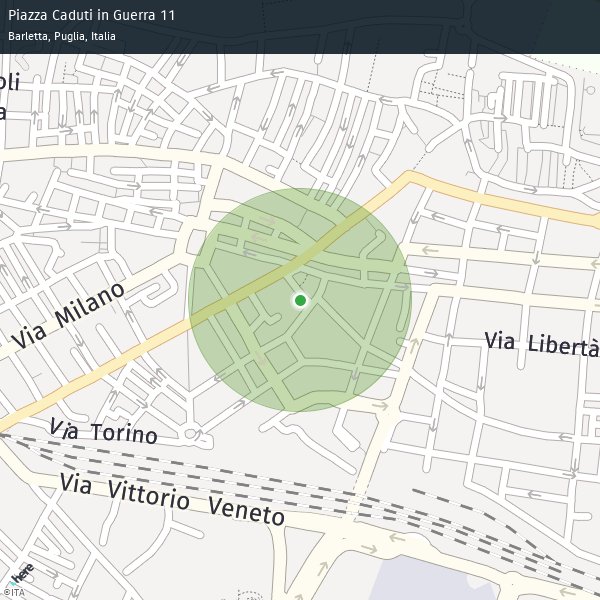 Piazza Caduti in Guerra 11
Barletta, Puglia, Italia
oli
a
Via Milano
Via Libertà
Via Torino
Via Vittorio Veneto
here
©ITA